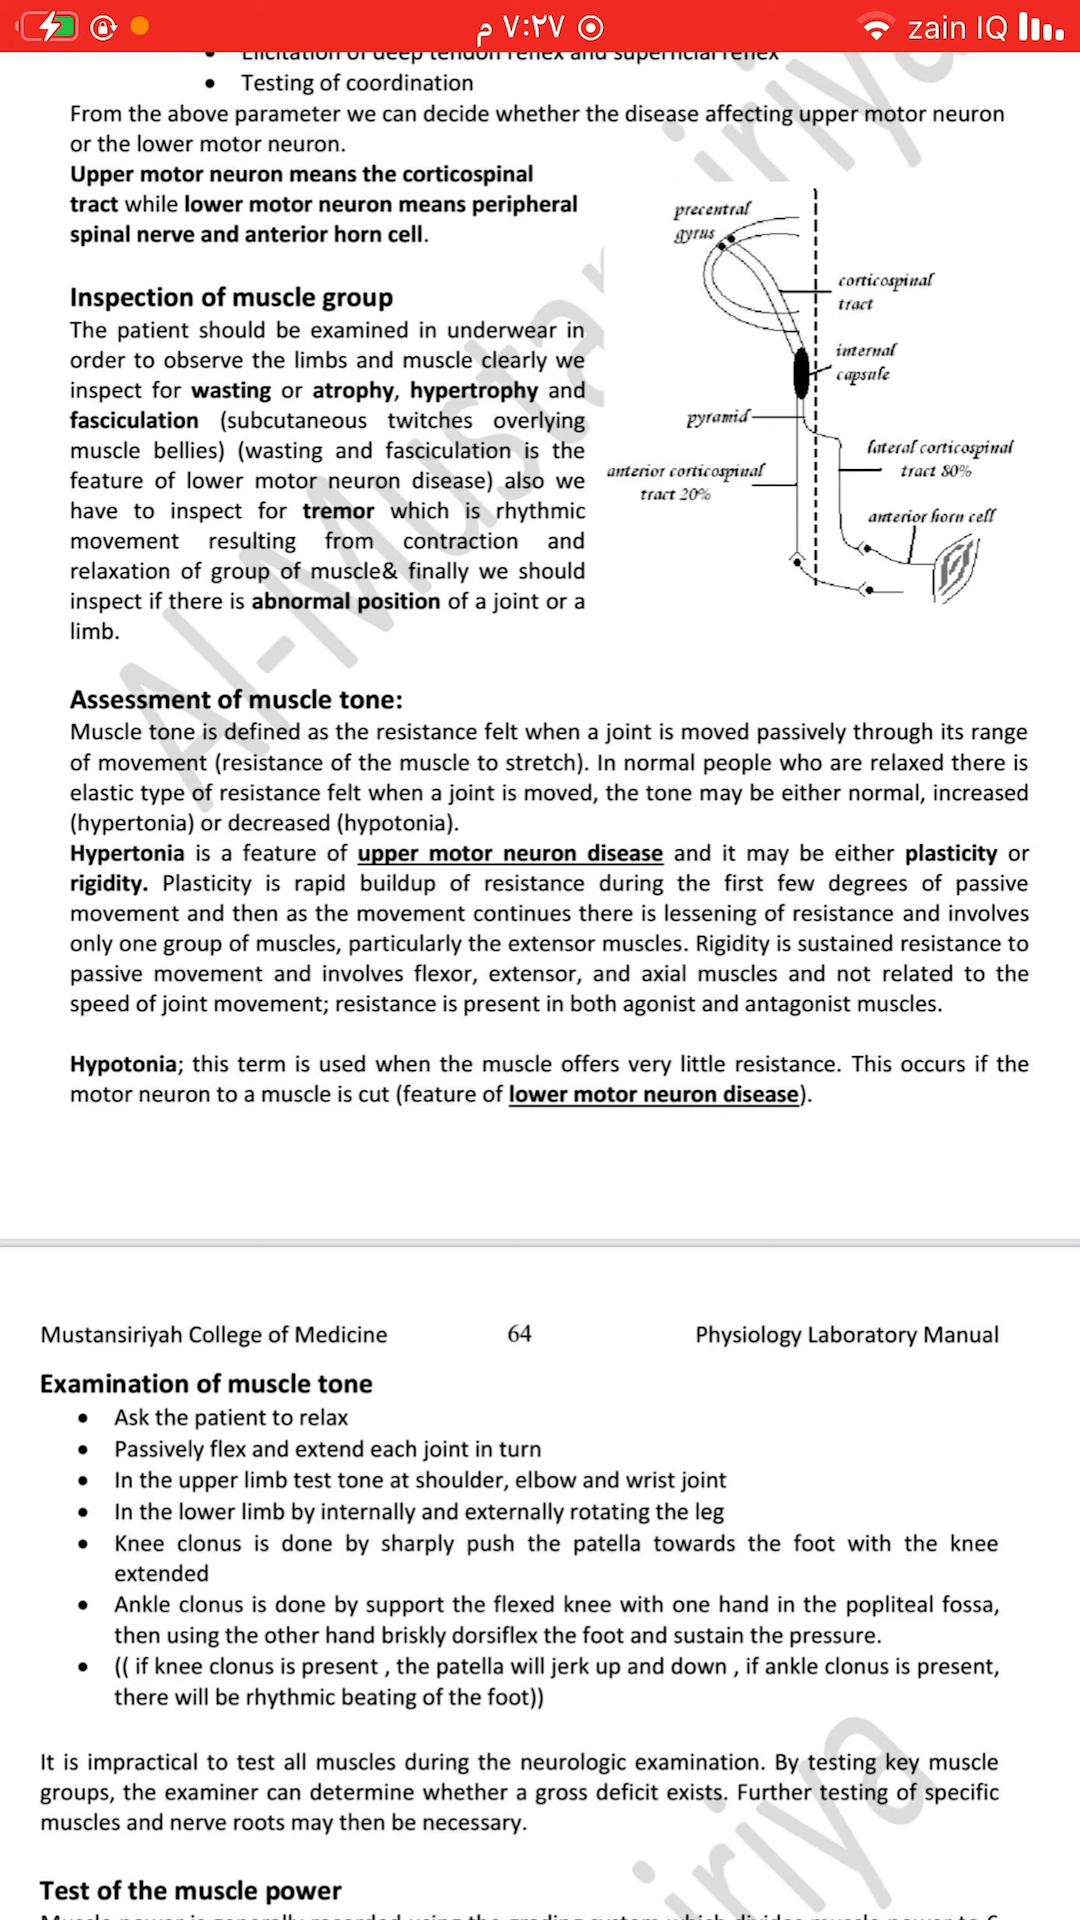 ٧:٢٧ م
zain IQ
Elicitation of deep tendon reflex and superficial reflex
• Testing of coordination
From the above parameter we can decide whether the disease affecting upper motor neuron
or the lower motor neuron.
Upper motor neuron means the corticospinal
tract while lower motor neuron means peripheral
spinal nerve and anterior horn cell.
precentral
gyrus
corticospinal
tract
internal
capsule
pyramid
lateral corticospinal
tract 80%
anterior corticospinal
tract 20%
anterior horn cell
Inspection of muscle group
The patient should be examined in underwear in
order to observe the limbs and muscle clearly we
inspect for wasting or atrophy, hypertrophy and
fasciculation (subcutaneous twitches overlying
muscle bellies) (wasting and fasciculation is the
feature of lower motor neuron disease) also we
have to inspect for tremor which is rhythmic
movement resulting from contraction and
relaxation of group of muscle& finally we should
inspect if there is abnormal position of a joint or a
limb.
Assessment of muscle tone:
Muscle tone is defined as the resistance felt when a joint is moved passively through its range
of movement (resistance of the muscle to stretch). In normal people who are relaxed there is
elastic type of resistance felt when a joint is moved, the tone may be either normal, increased
(hypertonia) or decreased (hypotonia).
Hypertonia is a feature of upper motor neuron disease and it may be either plasticity or
rigidity. Plasticity is rapid buildup of resistance during the first few degrees of passive
movement and then as the movement continues there is lessening of resistance and involves
only one group of muscles, particularly the extensor muscles. Rigidity is sustained resistance to
passive movement and involves flexor, extensor, and axial muscles and not related to the
speed of joint movement; resistance is present in both agonist and antagonist muscles.
Hypotonia; this term is used when the muscle offers very little resistance. This occurs if the
motor neuron to a muscle is cut (feature of lower motor neuron disease).
Mustansiriyah College of Medicine 64 Physiology Laboratory Manual
Examination of muscle tone
• Ask the patient to relax
• Passively flex and extend each joint in turn
• In the upper limb test tone at shoulder, elbow and wrist joint
• In the lower limb by internally and externally rotating the leg
• Knee clonus is done by sharply push the patella towards the foot with the knee
extended
• Ankle clonus is done by support the flexed knee with one hand in the popliteal fossa,
then using the other hand briskly dorsiflex the foot and sustain the pressure.
• (( if knee clonus is present , the patella will jerk up and down , if ankle clonus is present,
there will be rhythmic beating of the foot))
It is impractical to test all muscles during the neurologic examination. By testing key muscle
groups, the examiner can determine whether a gross deficit exists. Further testing of specific
muscles and nerve roots may then be necessary.
Test of the muscle power